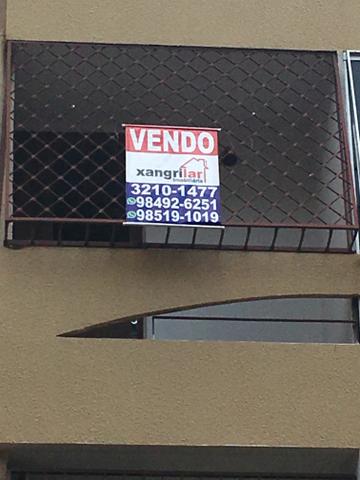 VENDO
xangrilar
imobiliária
3210-1477
98492-6251
98519-1019